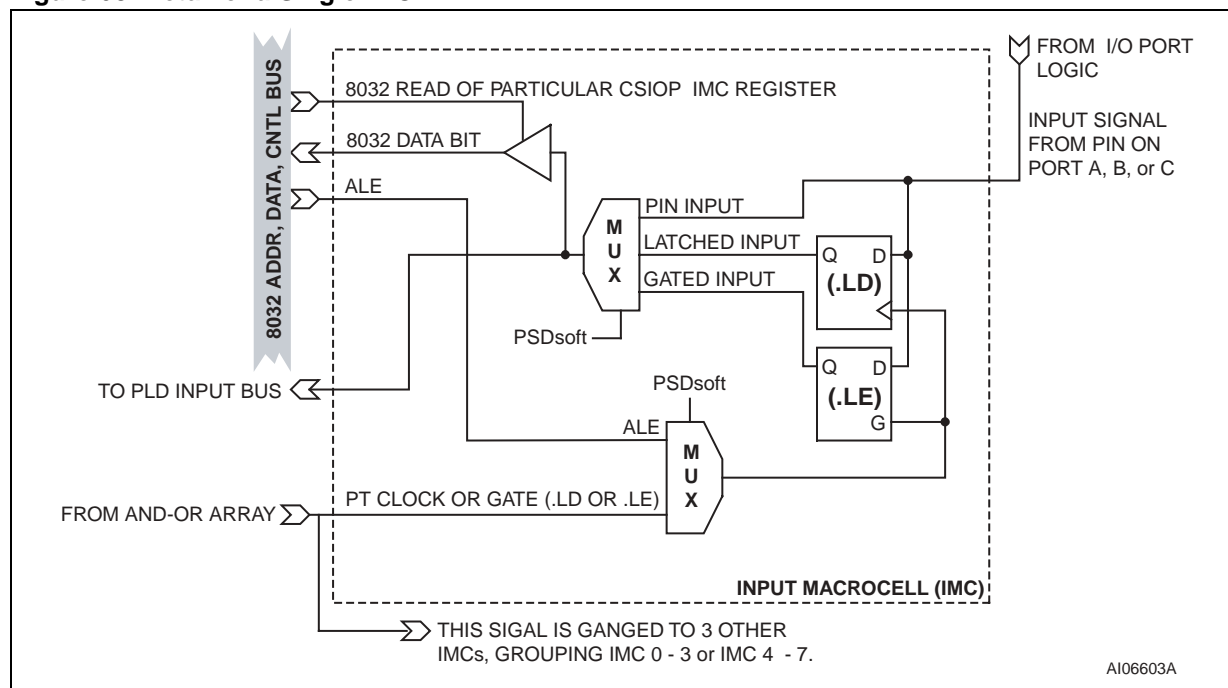 8032 ADDR, DATA, CNTL BUS
8032 READ OF PARTICULAR CSIOP IMC REGISTER
8032 DATA BIT
ALE
FROM I/O PORT
LOGIC
INPUT SIGNAL
FROM PIN ON
PORT A, B, or C
MUX
PIN INPUT
LATCHED INPUT
GATED INPUT
Q D
(.LD)
PSDsoft
Q D
(.LE)
G
TO PLD INPUT BUS
PSDsoft
ALE
MUX
PT CLOCK OR GATE (.LD OR .LE)
FROM AND-OR ARRAY
INPUT MACROCELL (IMC)
THIS SIGAL IS GANGED TO 3 OTHER
IMCs, GROUPING IMC 0 - 3 or IMC 4 - 7.
AI06603A